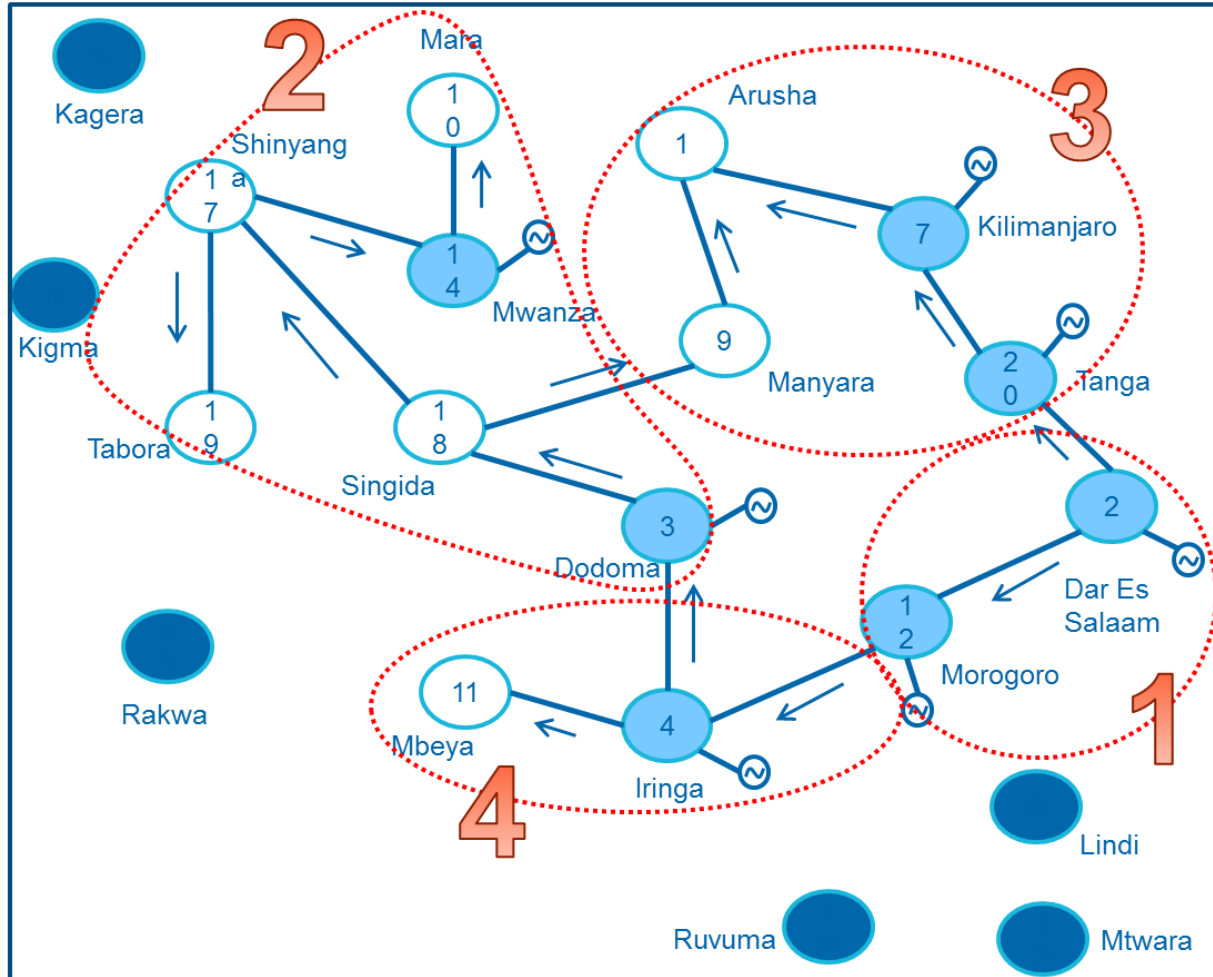 2
Mara
3
Kagera
1
0
Arusha
Shinyang
a
1
7
1
7
Kilimanjaro
1
4
Mwanza
Kigma
9
Manyara
2
0
Tanga
1
9
Tabora
1
8
Singida
3
Dodoma
2
Dar Es
Salaam
1
2
Morogoro
Rakwa
11
Mbeya
4
Iringa
1
4
Lindi
Ruvuma
Mtwara